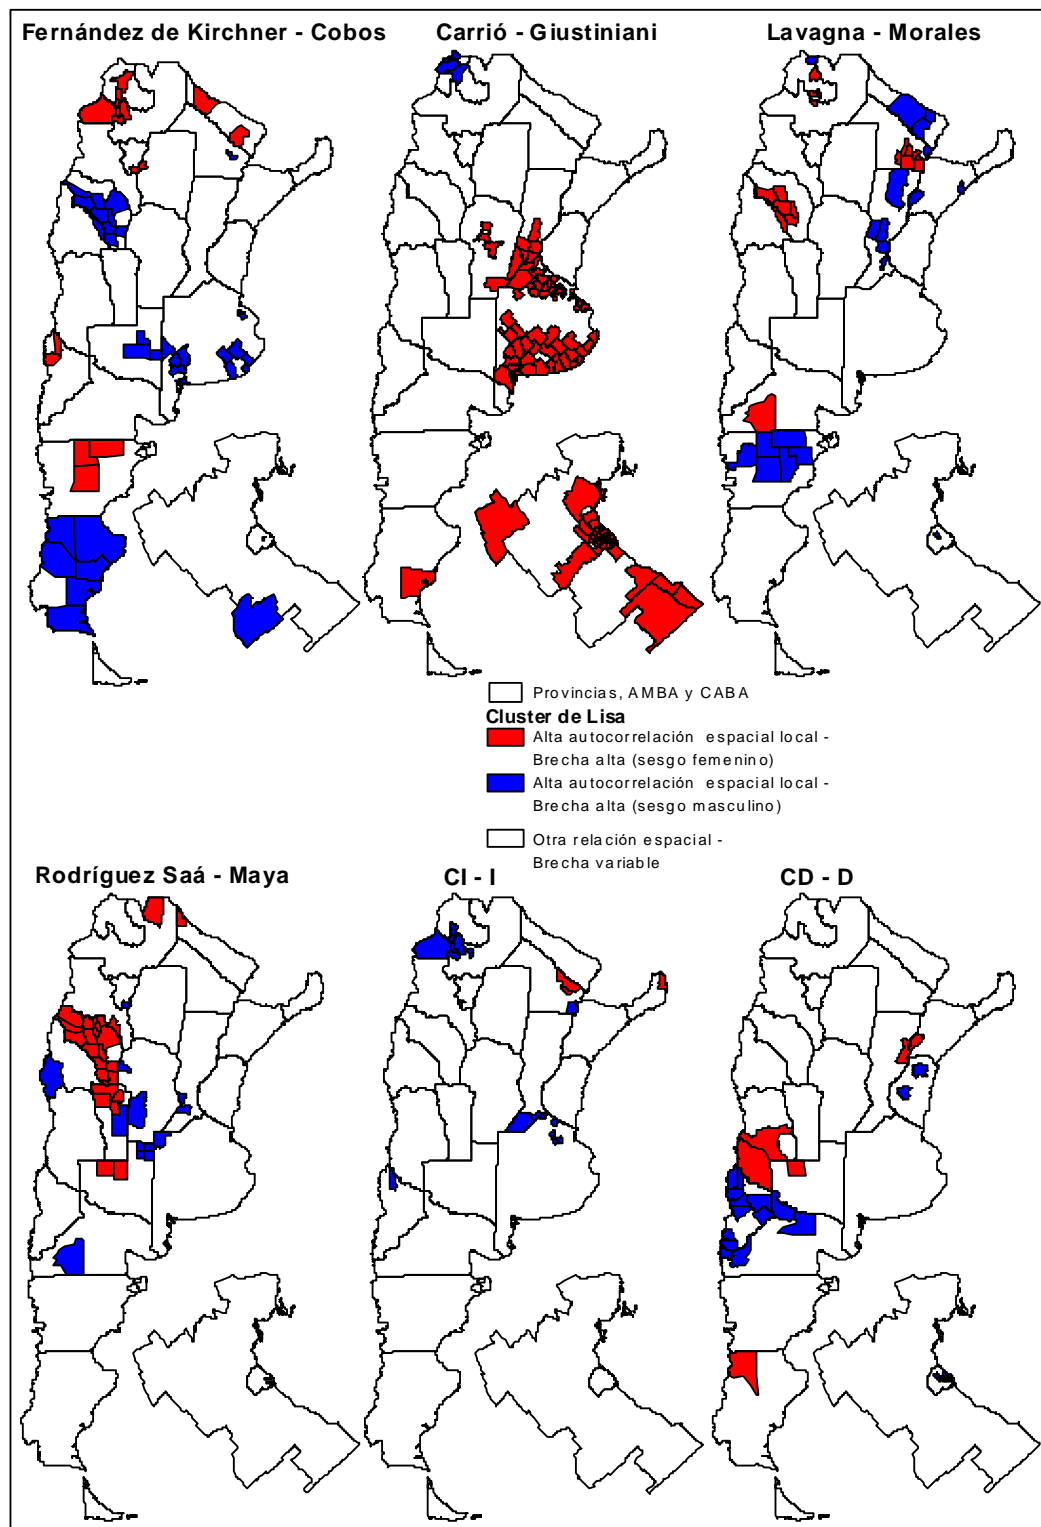 Fernández de Kirchner - Cobos
Carrió - Giustiniani
Lavagna - Morales
Provincias, AMBA y CABA
Cluster de Lisa
Alta autocorrelación espacial local -
Brecha alta (sesgo femenino)
Alta autocorrelación espacial local -
Brecha alta (sesgo masculino)
Otra relación espacial -
Brecha variable
Rodríguez Saá - Maya
CI - I
CD - D